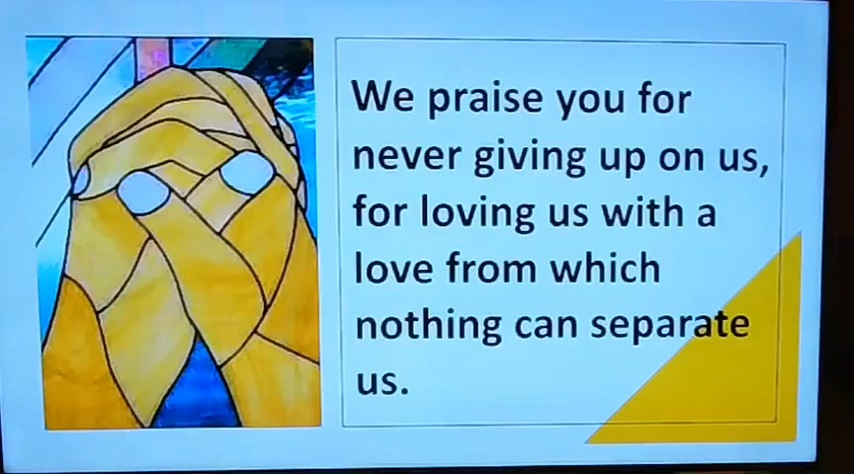 We praise you for
never giving up on us,
for loving us with a
love from which
nothing can separate
us.